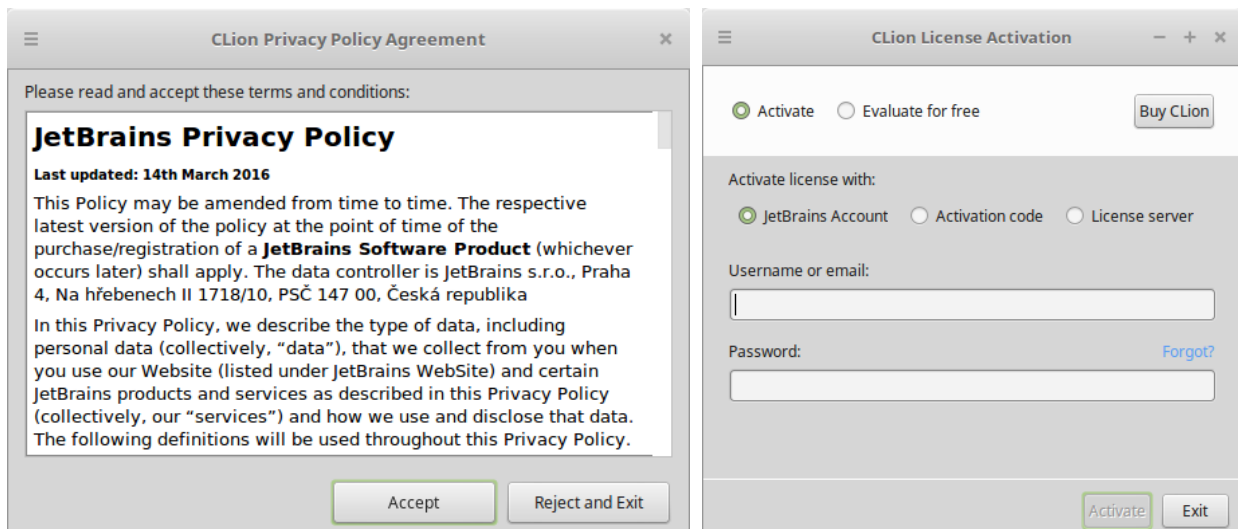 CLion Privacy Policy Agreement
Please read and accept these terms and conditions:
JetBrains Privacy Policy
Last updated: 14th March 2016
This Policy may be amended from time to time. The respective
latest version of the policy at the point of time of the
purchase/registration of a JetBrains Software Product (whichever
occurs later) shall apply. The data controller is JetBrains s.r.o., Praha
4, Na hřebenech II 1718/10, PSČ 147 00, Česká republika
In this Privacy Policy, we describe the type of data, including
personal data (collectively, “data”), that we collect from you when
you use our Website (listed under JetBrains WebSite) and certain
JetBrains products and services as described in this Privacy Policy
(collectively, our “services”) and how we use and disclose that data.
The following definitions will be used throughout this Privacy Policy.
Accept Reject and Exit
CLion License Activation
Activate Evaluate for free Buy CLion
Activate license with:
JetBrains Account Activation code License server
Username or email:
Password: Forgot?
Activate Exit